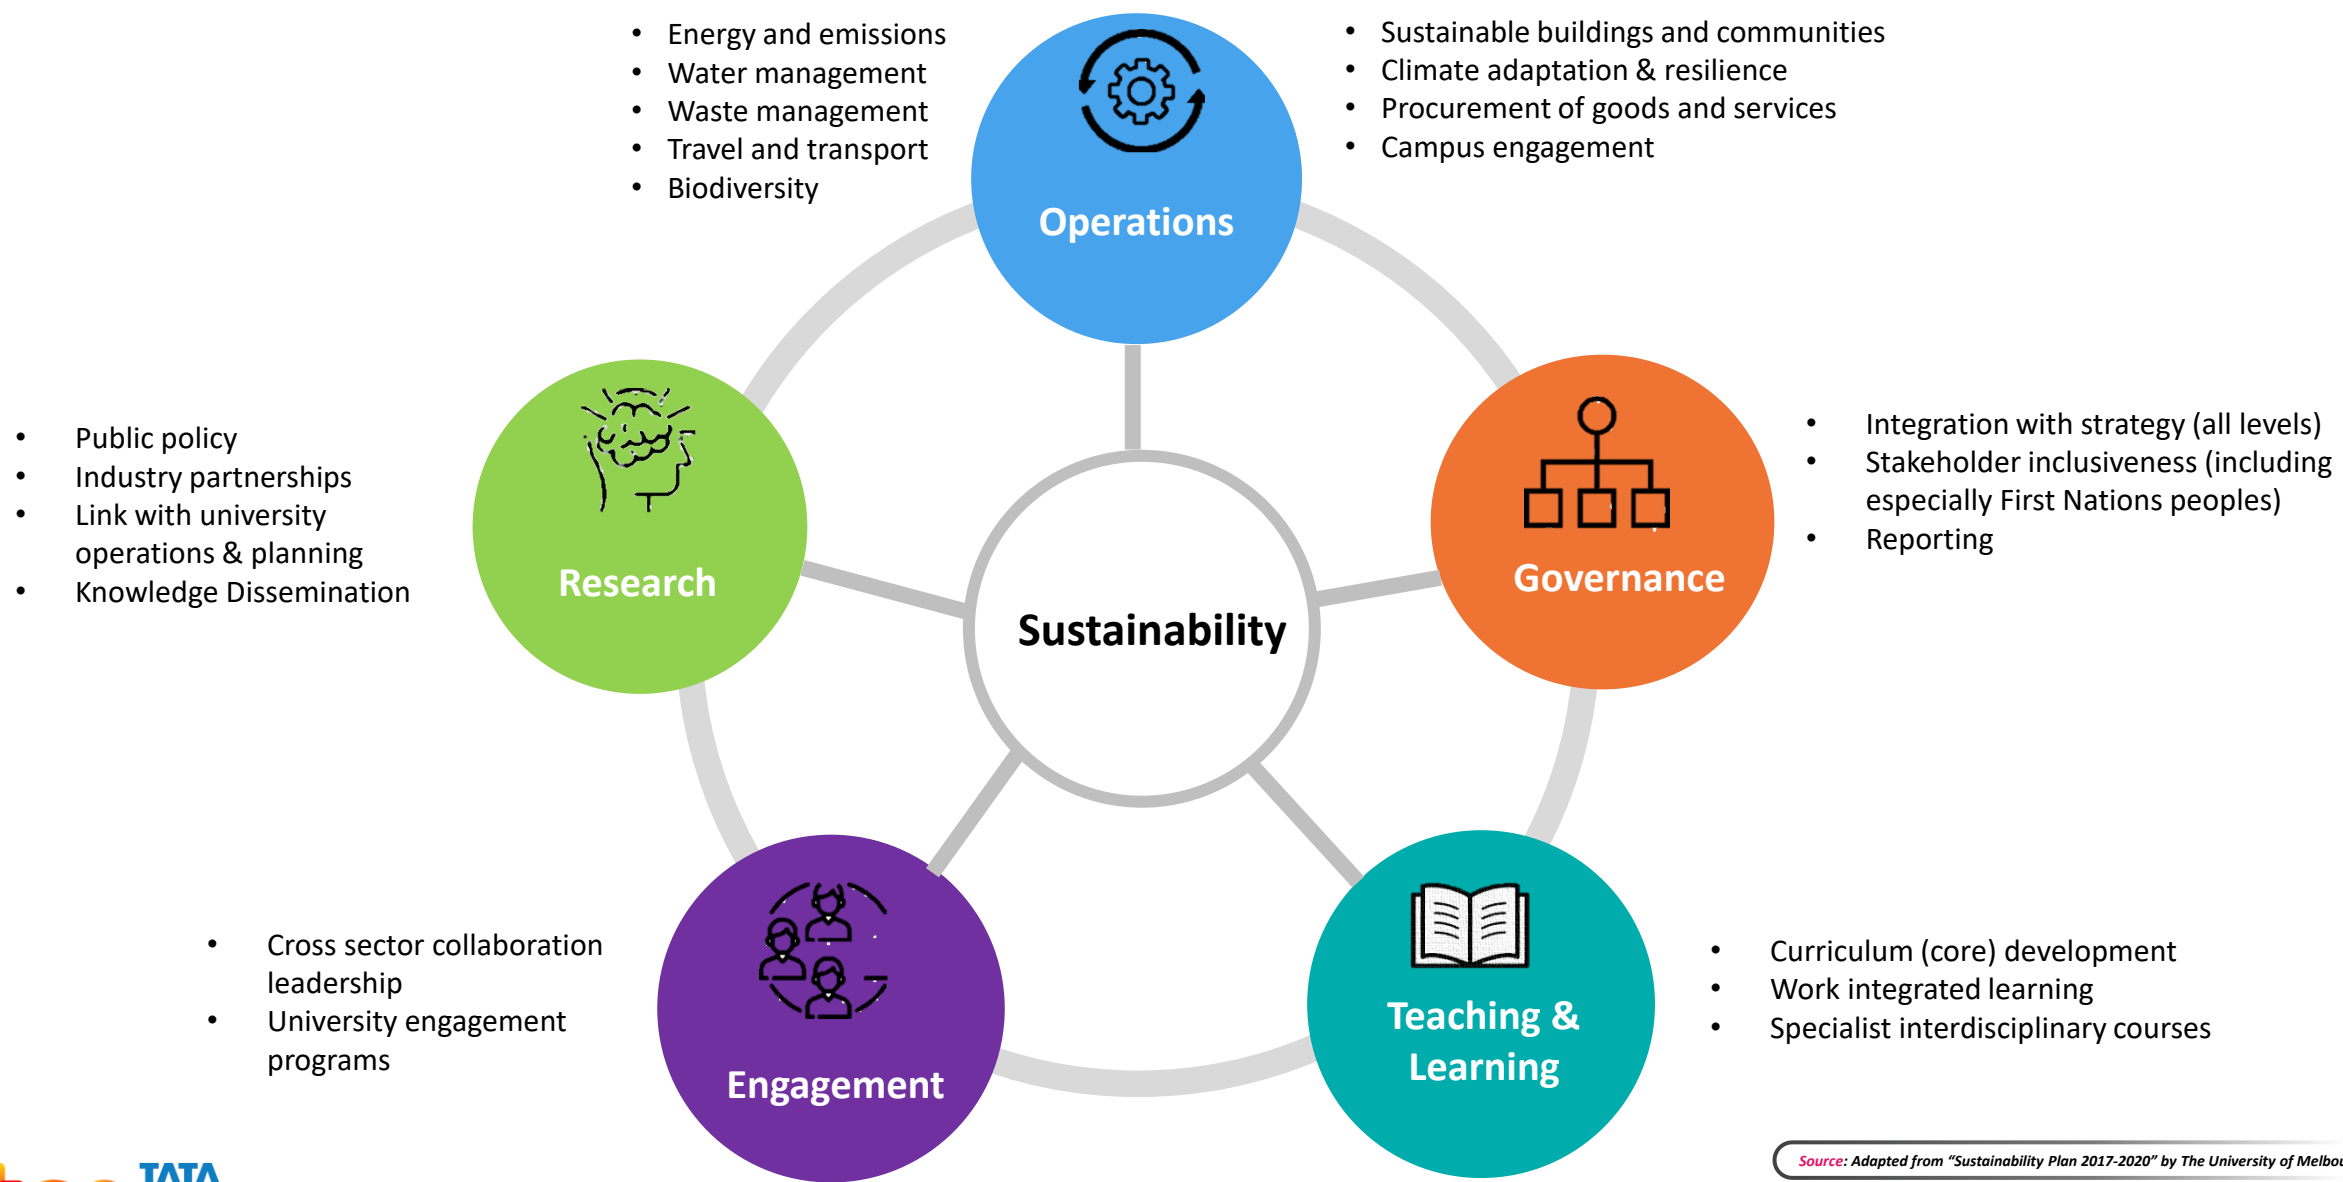 • Energy and emissions
• Water management
• Waste management
• Travel and transport
• Biodiversity
• Sustainable buildings and communities
• Climate adaptation & resilience
• Procurement of goods and services
• Campus engagement
Operations
• Public policy
• Industry partnerships
• Link with university
operations & planning
• Knowledge Dissemination
Research
Sustainability
Governance
• Integration with strategy (all levels)
• Stakeholder inclusiveness (including
especially First Nations peoples)
• Reporting
• Cross sector collaboration
leadership
• University engagement
programs
Engagement
Teaching &
Learning
• Curriculum (core) development
• Work integrated learning
• Specialist interdisciplinary courses
TATA
Source: Adapted from “Sustainability Plan 2017-2020” by The University of